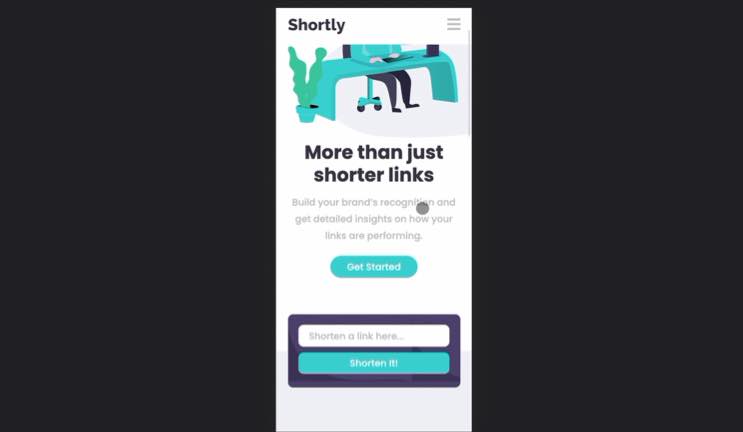 Shortly
More than just
shorter links
Build your brand's recognition and
get detailed insights on how your
links are performing.
Get Started
Shorten a link here...
Shorten It!